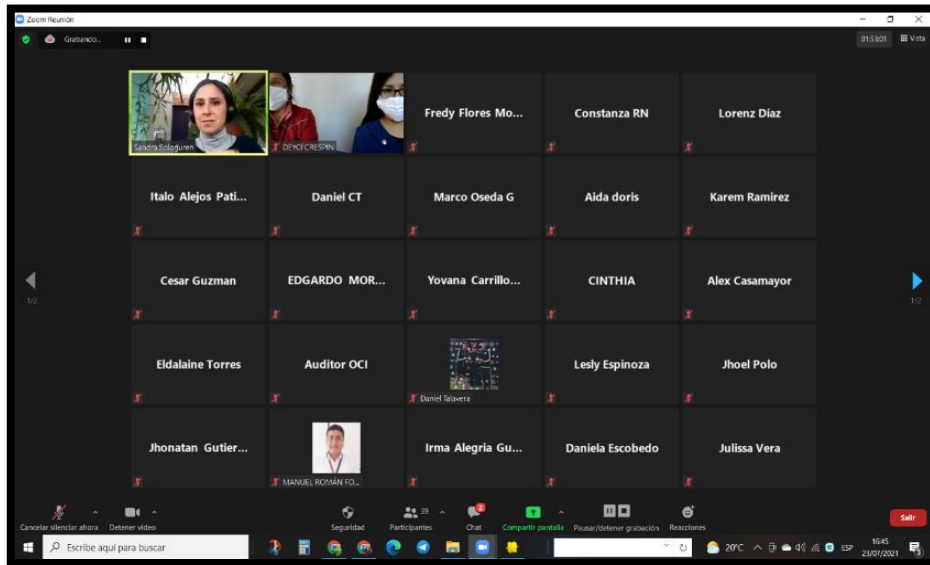 Zoom Reunión
Grabando...
01:53:01 Vista
Sandra Sologuren
DEYCI CRESPIN
Fredy Flores Mo...
Constanza RN
Lorenz Díaz
Italo Alejos Pati...
Daniel CT
Marco Oseda G
Aida doris
Karem Ramirez
Cesar Guzman
EDGARDO MOR...
Yovana Carrillo...
CINTHIA
Alex Casamayor
1/2
1/2
Eldalaine Torres
Auditor OCI
Daniel Talavera
Lesly Espinoza
Jhoel Polo
Jhonatan Gutier...
MANUEL ROMÁN FO...
Irma Alegria Gu...
Daniela Escobedo
Julissa Vera
Cancelar silenciar ahora
Detener video
Seguridad
39
Participantes
2
Chat
Compartir pantalla
Pausar/detener grabación
Reacciones
Salir
Escribe aquí para buscar
20°C
ESP
16:45
23/07/2021